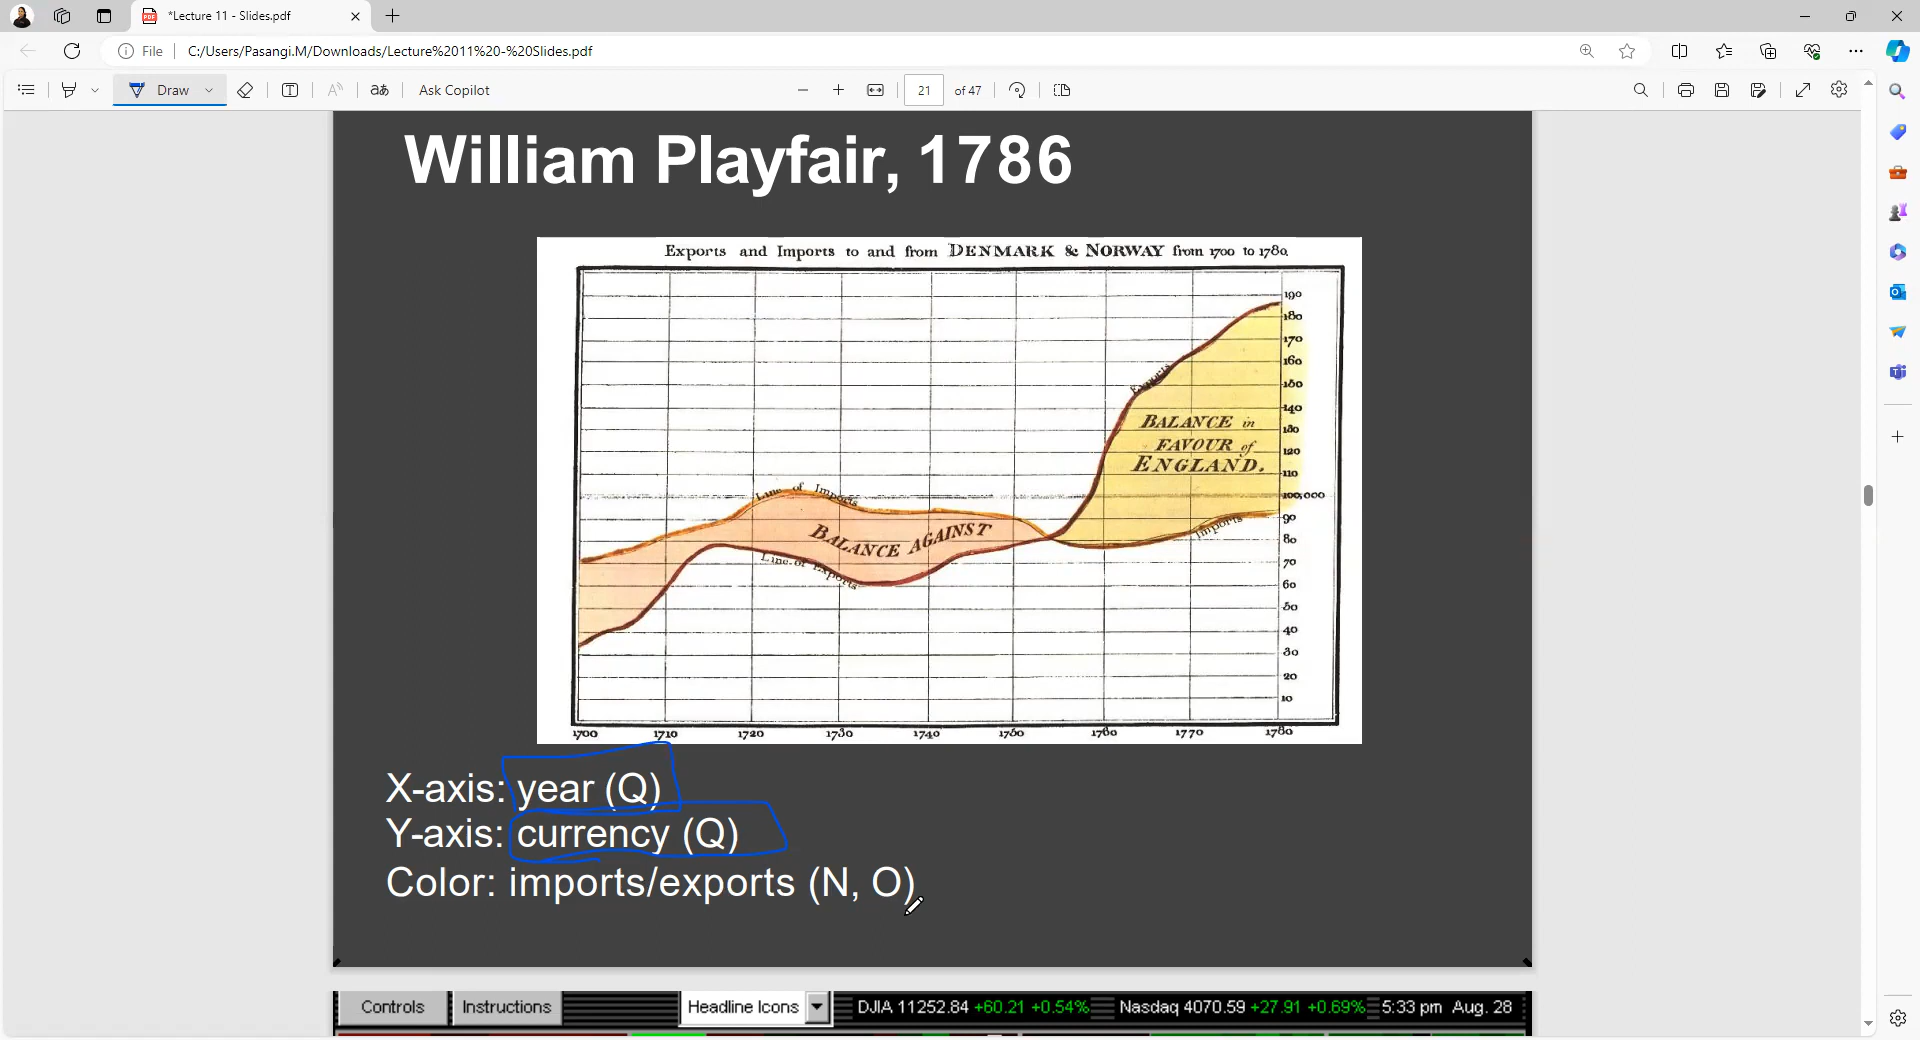 *Lecture 11 - Slides.pdf
File
C:/Users/Pasangi.M/Downloads/Lecture%2011%20-%20Slides.pdf
Draw
Ask Copilot
21 of 47
William Playfair, 1786
Exports and Imports to and from DENMARK & NORWAY from 1700 to 1780.
190
180
170
160
150
140
130
120
110
100,000
90
80
70
60
50
40
30
20
10
Exports
BALANCE in
FAVOUR of
ENGLAND.
Line of Imports
BALANCE AGAINST
Imports
Line of Exports
1700 1710 1720 1730 1740 1750 1760 1770 1780
X-axis: year (Q)
Y-axis: currency (Q)
Color: imports/exports (N, O)
Controls Instructions Headline Icons DJIA 11252.84 +60.21 +0.54% Nasdaq 4070.59 +27.91 +0.69% 5:33 pm Aug. 28